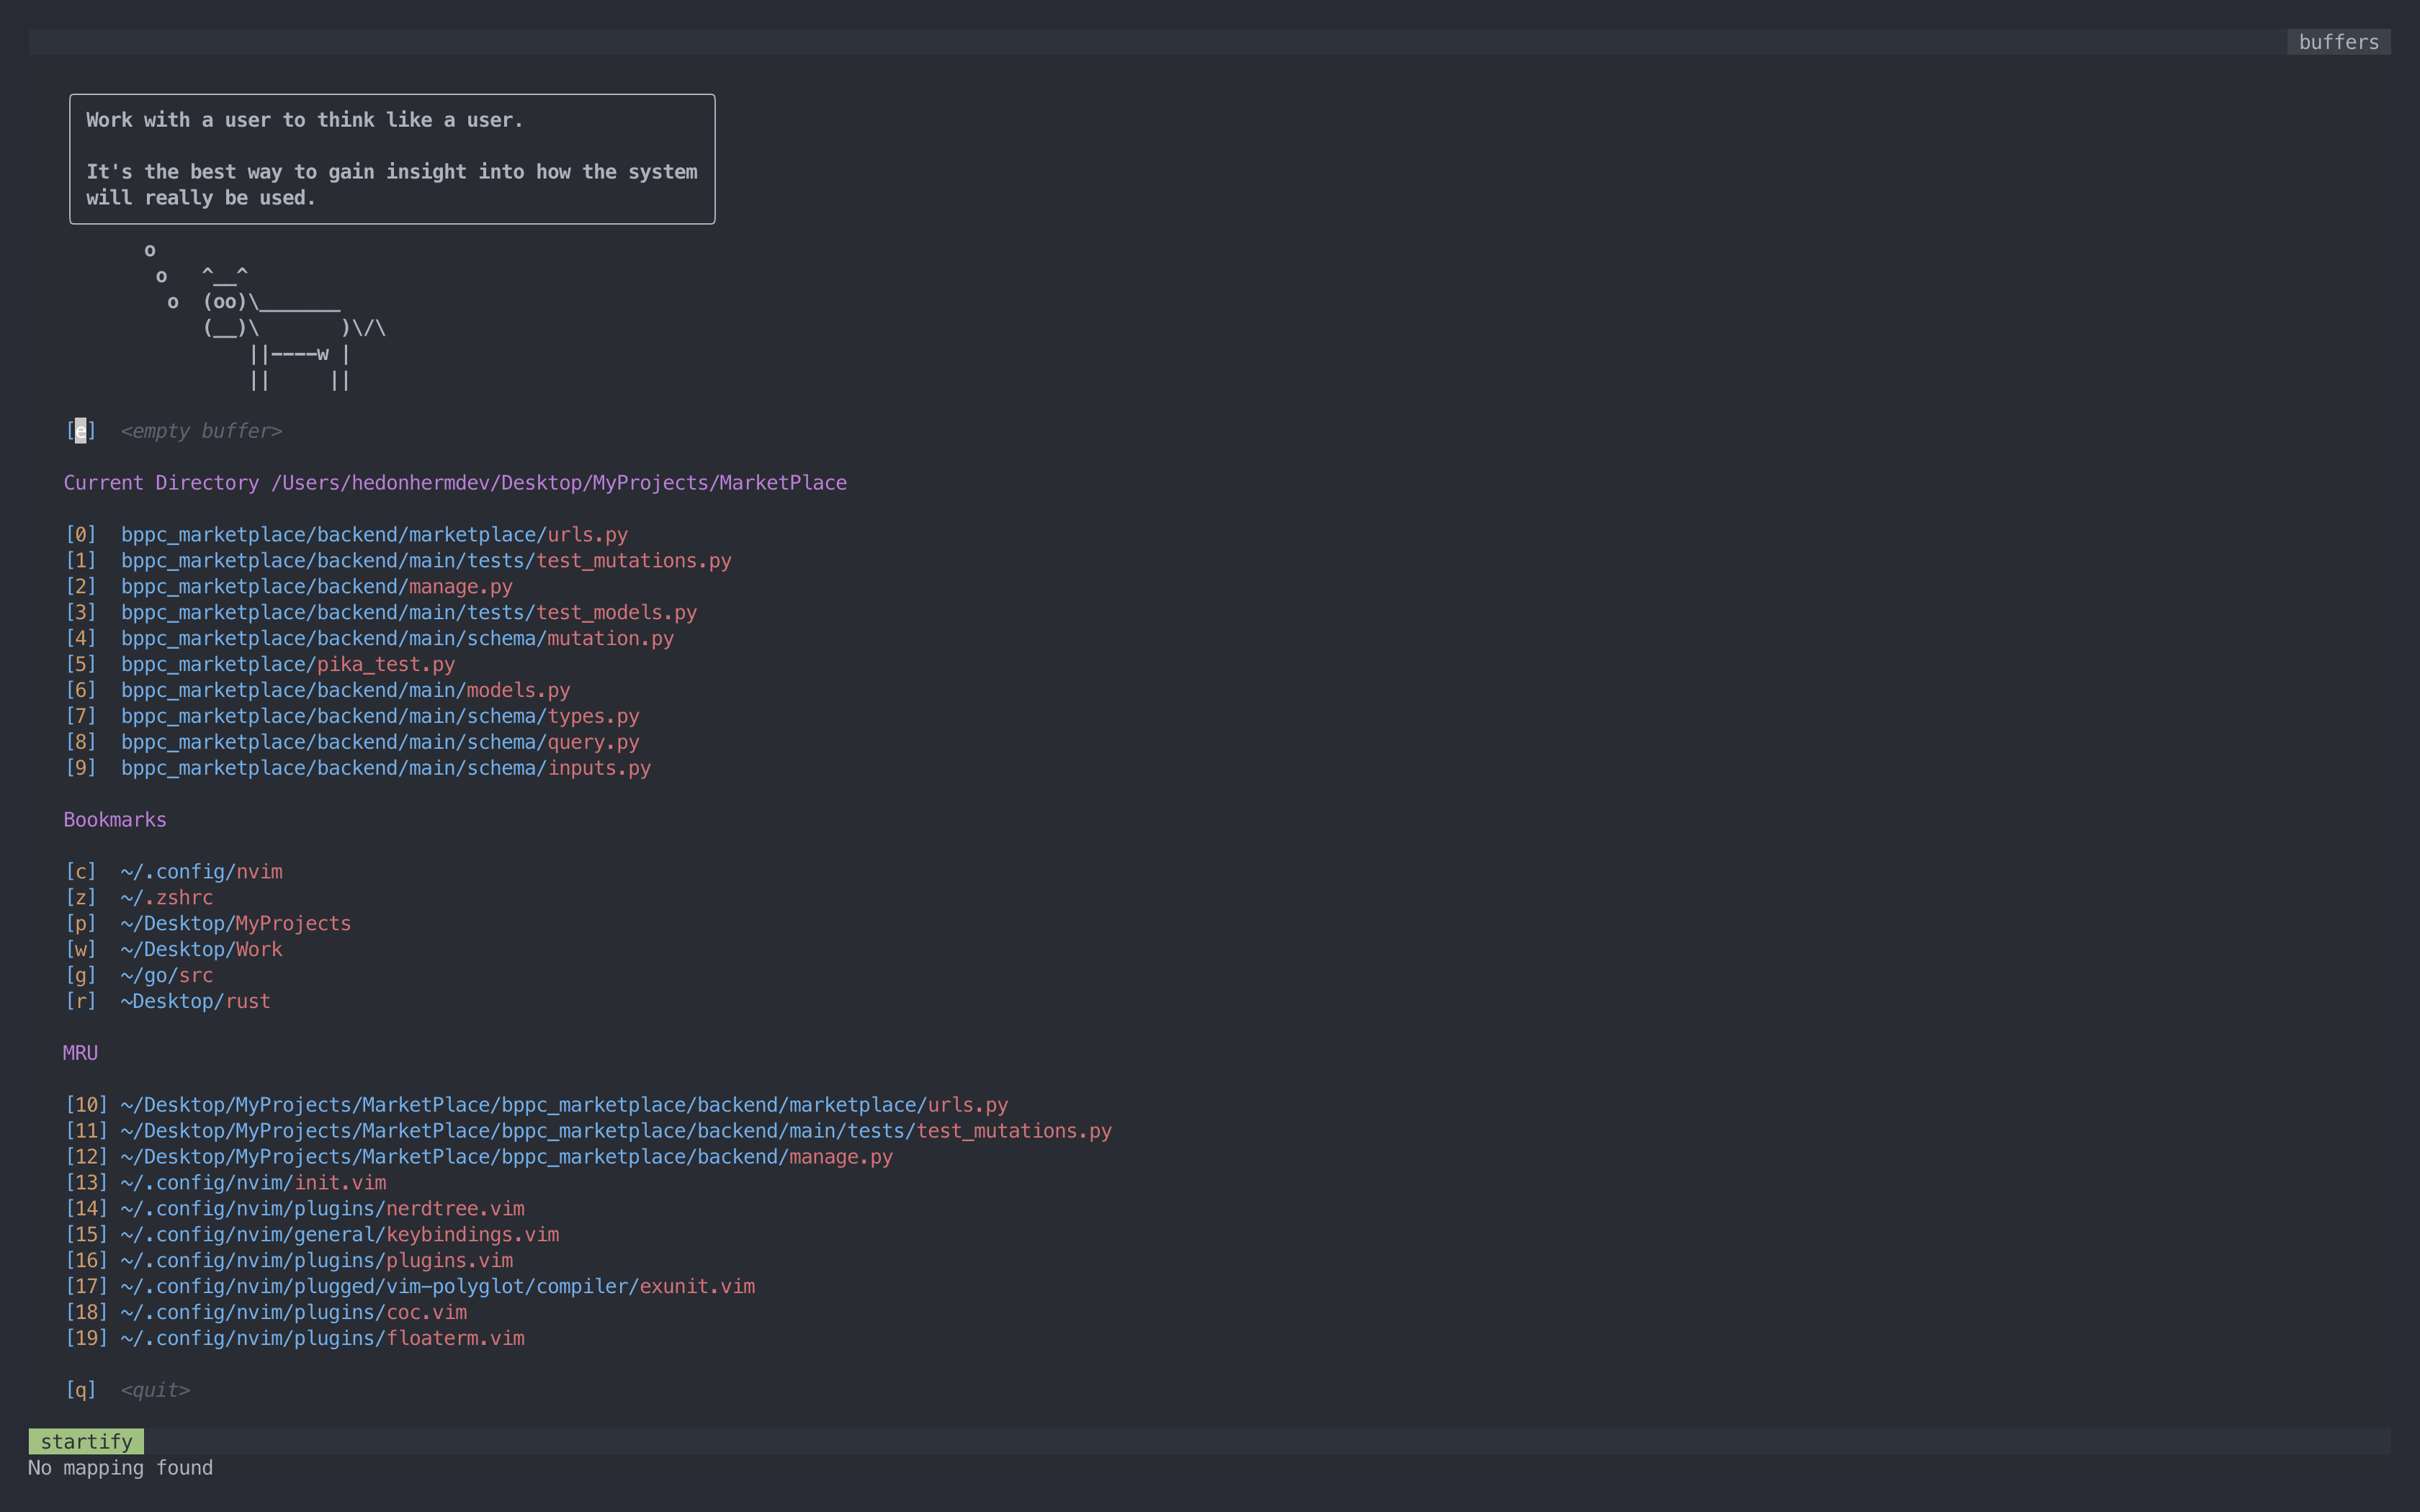 buffers
Work with a user to think like a user.
It's the best way to gain insight into how the system
will really be used.
o
o   ^__^
o  (oo)\_______
(__)\       )\/\
||----w |
||     ||
[e]  <empty buffer>
Current Directory /Users/hedonhermdev/Desktop/MyProjects/MarketPlace
[0]  bppc_marketplace/backend/marketplace/urls.py
[1]  bppc_marketplace/backend/main/tests/test_mutations.py
[2]  bppc_marketplace/backend/manage.py
[3]  bppc_marketplace/backend/main/tests/test_models.py
[4]  bppc_marketplace/backend/main/schema/mutation.py
[5]  bppc_marketplace/pika_test.py
[6]  bppc_marketplace/backend/main/models.py
[7]  bppc_marketplace/backend/main/schema/types.py
[8]  bppc_marketplace/backend/main/schema/query.py
[9]  bppc_marketplace/backend/main/schema/inputs.py
Bookmarks
[c]  ~/.config/nvim
[z]  ~/.zshrc
[p]  ~/Desktop/MyProjects
[w]  ~/Desktop/Work
[g]  ~/go/src
[r]  ~Desktop/rust
MRU
[10] ~/Desktop/MyProjects/MarketPlace/bppc_marketplace/backend/marketplace/urls.py
[11] ~/Desktop/MyProjects/MarketPlace/bppc_marketplace/backend/main/tests/test_mutations.py
[12] ~/Desktop/MyProjects/MarketPlace/bppc_marketplace/backend/manage.py
[13] ~/.config/nvim/init.vim
[14] ~/.config/nvim/plugins/nerdtree.vim
[15] ~/.config/nvim/general/keybindings.vim
[16] ~/.config/nvim/plugins/plugins.vim
[17] ~/.config/nvim/plugged/vim-polyglot/compiler/exunit.vim
[18] ~/.config/nvim/plugins/coc.vim
[19] ~/.config/nvim/plugins/floaterm.vim
[q]  <quit>
startify
No mapping found